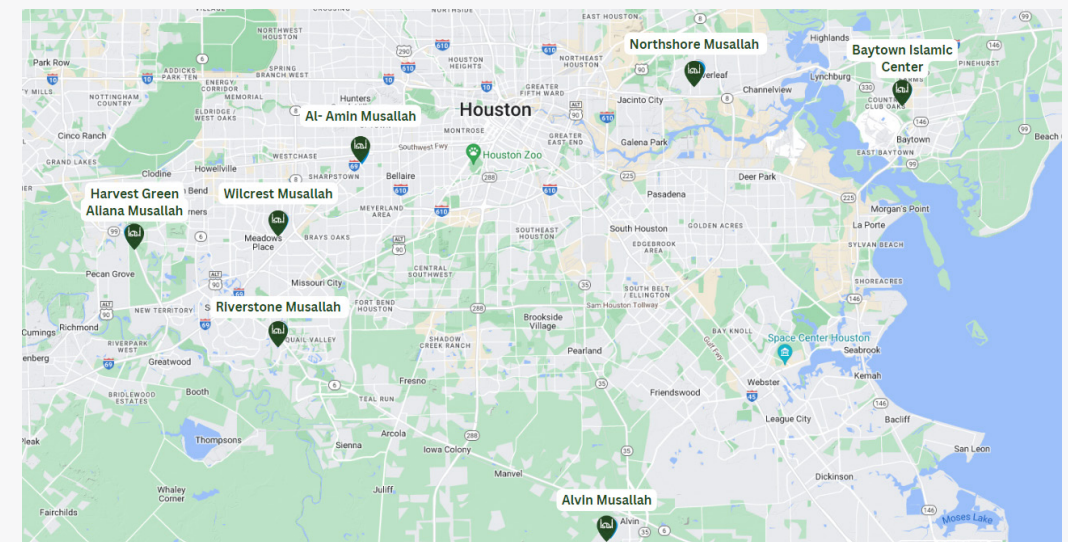 NORTHSIDE
EAST HOUSTON
NORTHWEST
HOUSTON
Highlands
Northshore Musallah
Baytown Islamic
Center
PINEHURST
Park Row
ADDICKS
PARK TEN
SPRING
BRANCH WEST
HOUSTON
HEIGHTS
NORTHEAST
HOUSTON
Lynchburg
Channelview
ENERGY
CORRIDOR
MEMORIAL
NOTTINGHAM
COUNTRY
ELDRIDGE /
WEST OAKS
Hunters
GREATER
FIFTH WARD
Jacinto City
Houston
Al- Amin Musallah
MONTROSE
Cinco Ranch
GREATER
EAST END
Galena Park
Baytown
EAST BAYTOWN
Beach
GRAND LAKES
WESTCHASE
Southwest Fwy
Houston Zoo
Howellville
Clodine
SHARPSTOWN
Bellaire
Deer Park
Harvest Green
Aliana Musallah
Bend
Wilcrest Musallah
MEYERLAND
AREA
Pasadena
Morgan's Point
La Porte
Meadows
Place
BRAYS OAKS
SOUTHEAST
HOUSTON
South Houston
GOLDEN ACRES
EDGEBROOK
AREA
SYLVAN BEACH
Pecan Grove
Missouri City
CENTRAL
SOUTHWEST
SOUTH BELT
/ ELLINGTON
SHOREACRES
NEW TERRITORY
Riverstone Musallah
FORT BEND
HOUSTON
Sam Houston Tollway
Brookside
Village
Cumings
Richmond
QUAIL VALLEY
SHADOW
CREEK RANCH
BAY KNOLL
Gulf Fwy
Space Center Houston
Seabrook
RIVERPARK
WEST
Greatwood
Pearland
Webster
Kemah
BRIDLEWOOD
ESTATES
Booth
Fresno
Friendswood
TEAL RUN
League City
Bacliff
Thompsons
Sienna
Arcola
Iowa Colony
San Leon
Manvel
Dickinson
Whaley
Corner
Juliff
Alvin Musallah
Fairchilds
Alvin
Moses Lake